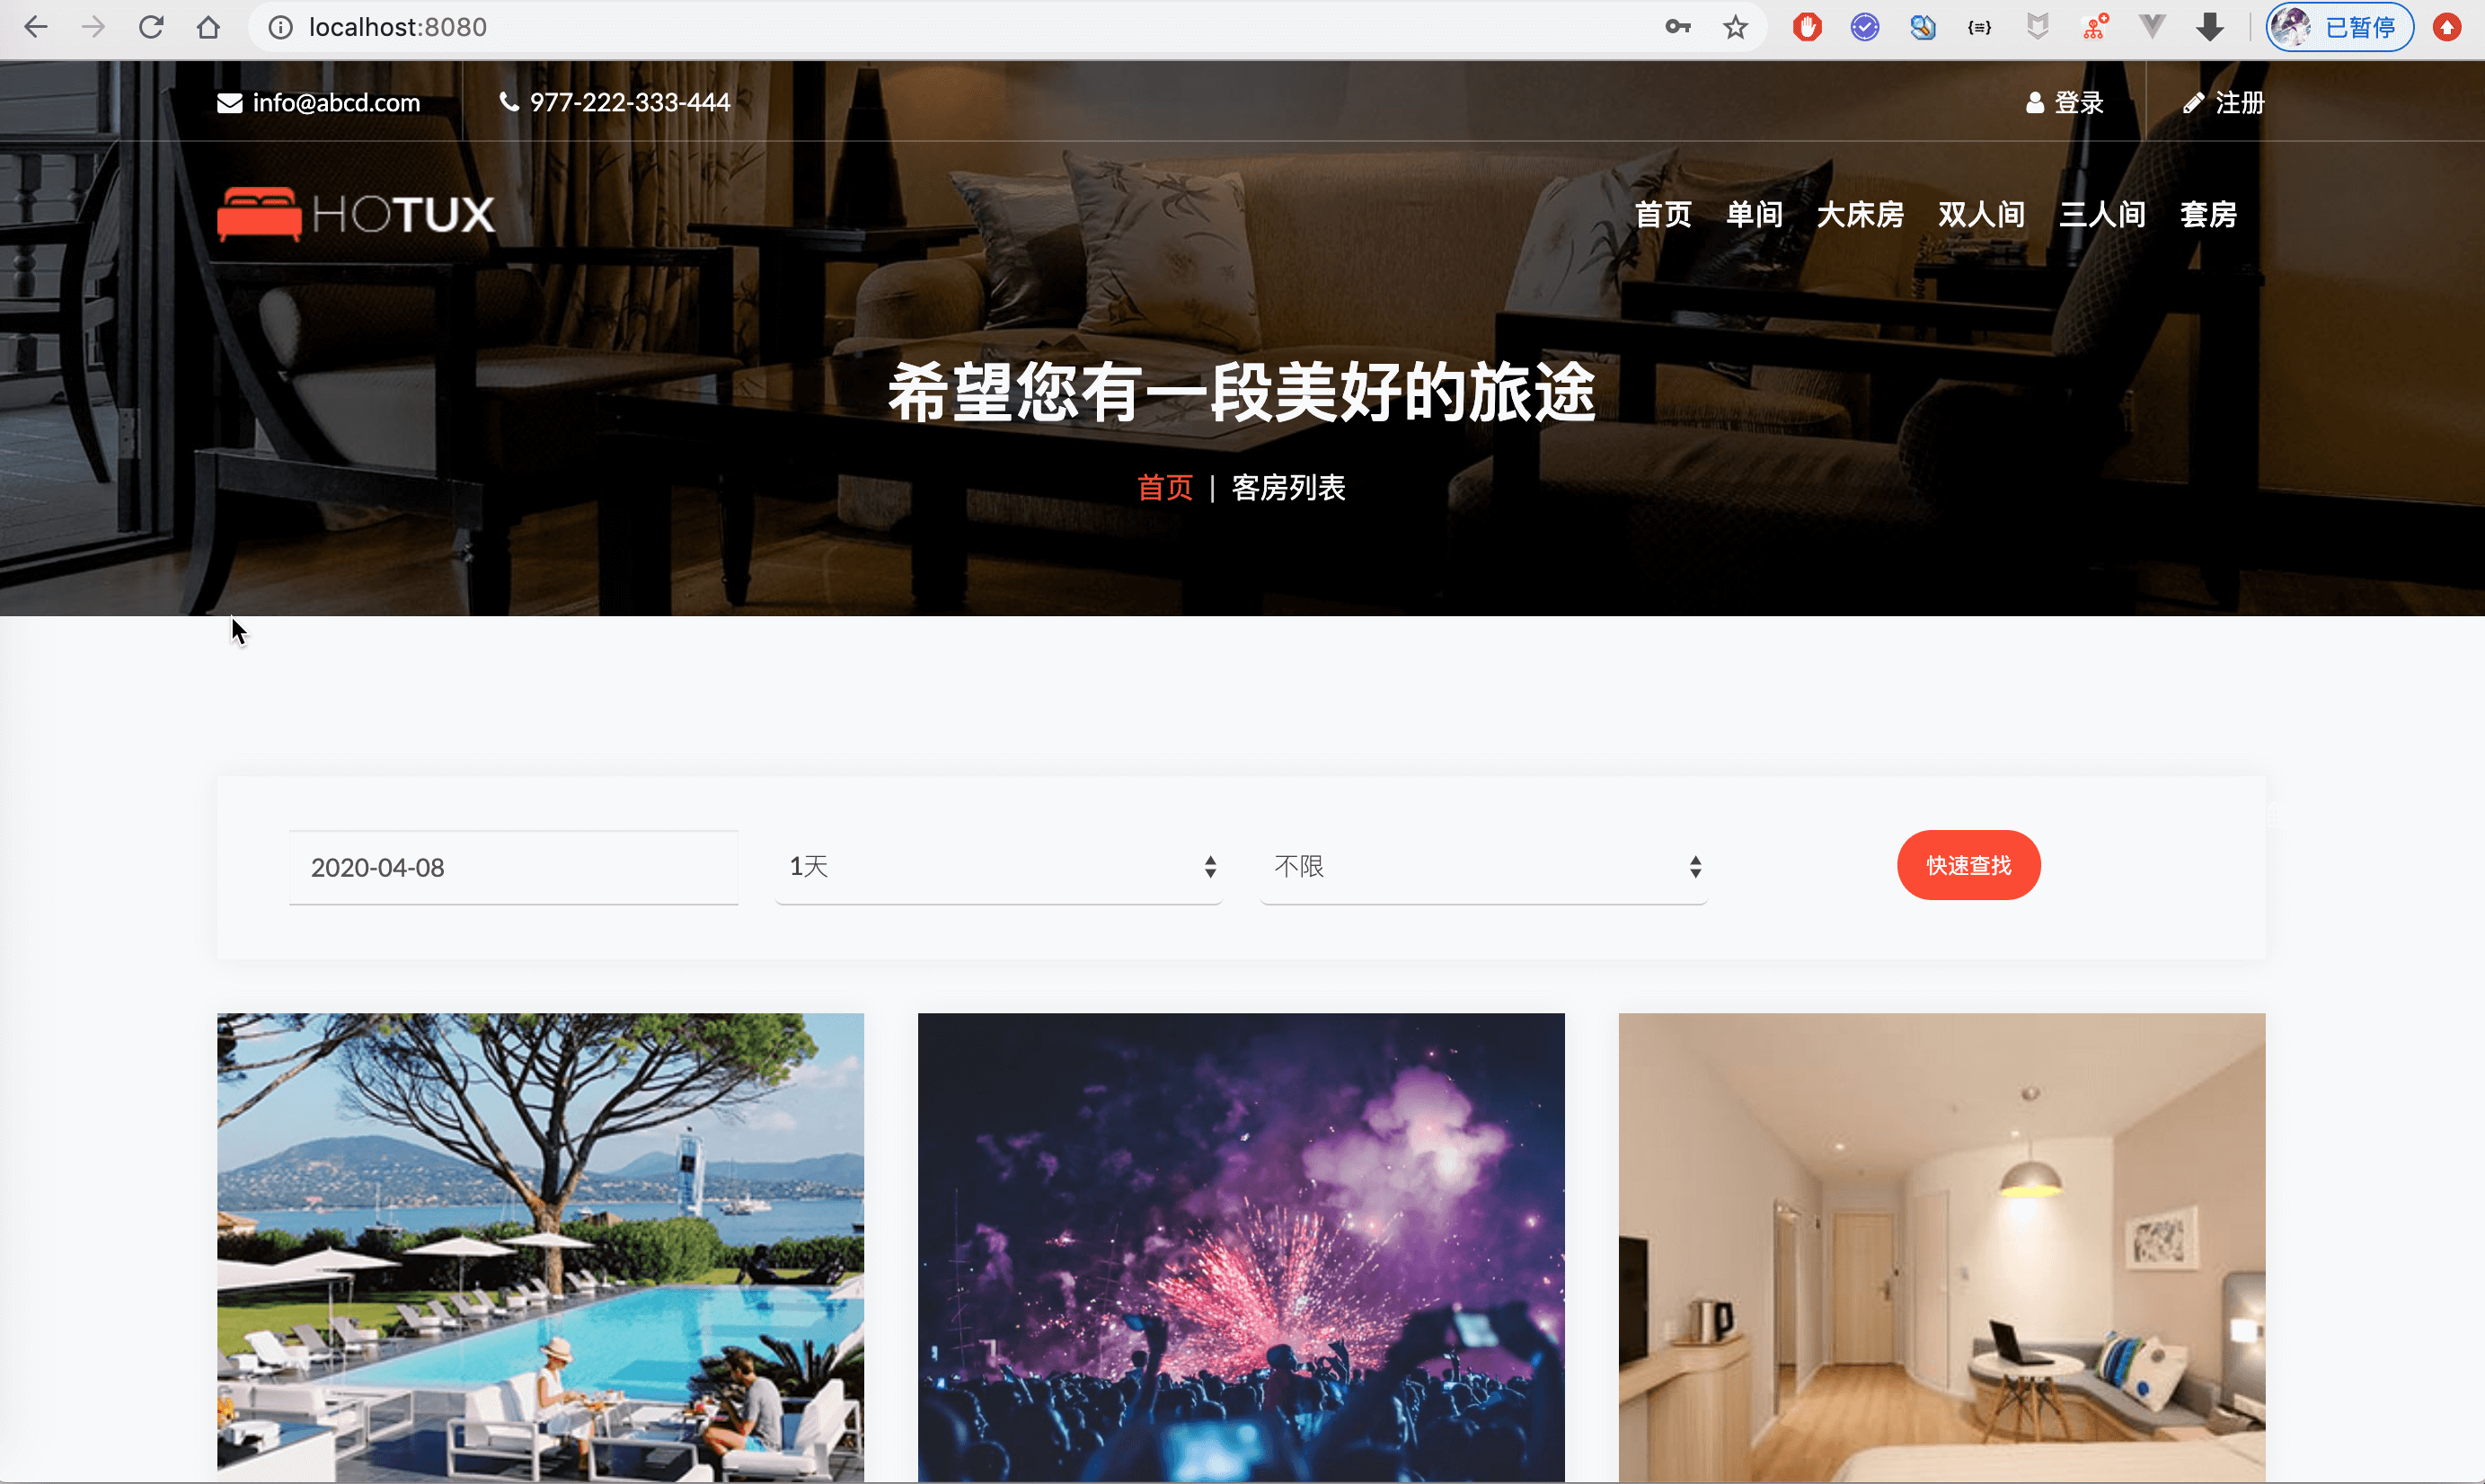 localhost:8080
已暂停
info@abcd.com
977-222-333-444
登录
注册
HOTUX
首页 单间 大床房 双人间 三人间 套房
希望您有一段美好的旅途
首页 | 客房列表
2020-04-08
1天
不限
快速查找